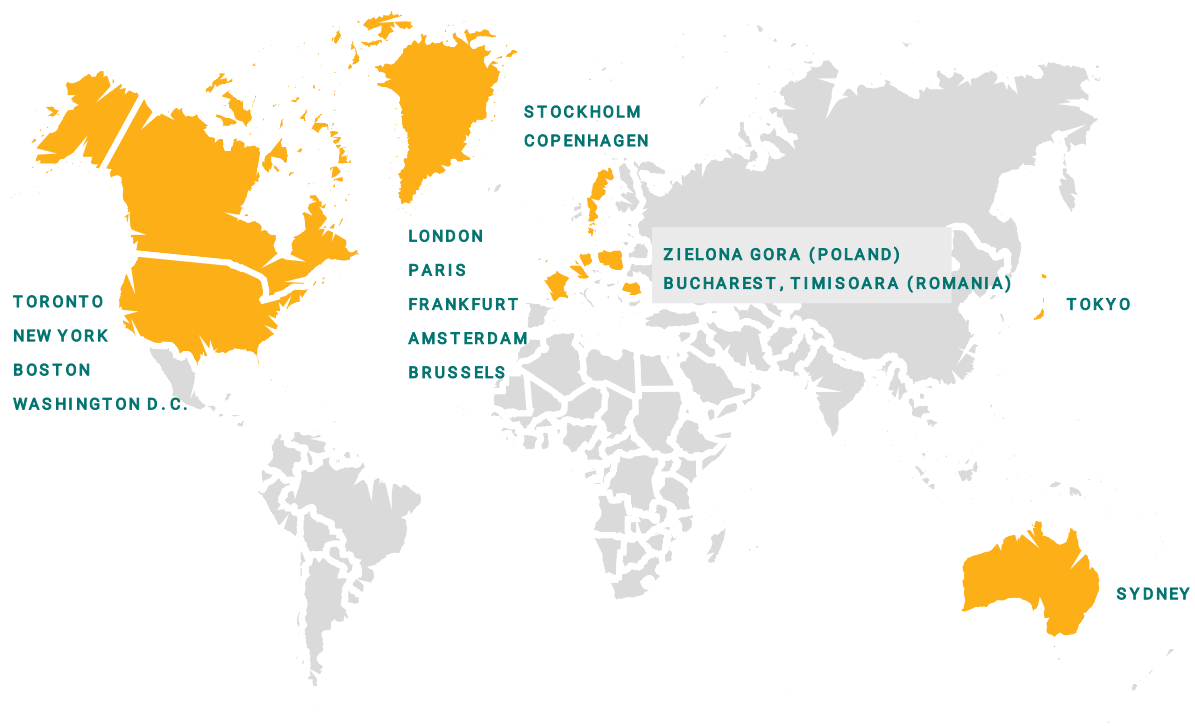 STOCKHOLM
COPENHAGEN
LONDON
PARIS
FRANKFURT
AMSTERDAM
BRUSSELS
ZIELONA GORA (POLAND)
BUCHAREST, TIMISOARA (ROMANIA)
TORONTO
NEW YORK
BOSTON
WASHINGTON D.C.
TOKYO
SYDNEY